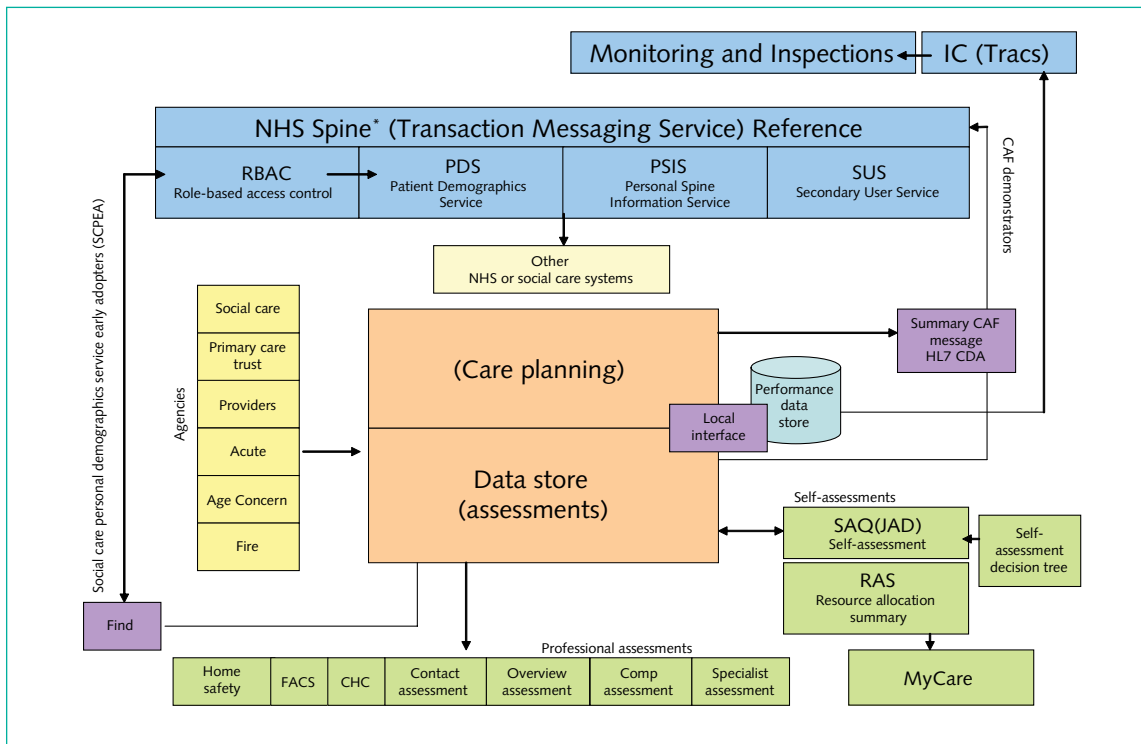 Monitoring and Inspections
IC (Tracs)
NHS Spine* (Transaction Messaging Service) Reference
RBAC
Role-based access control
PDS
Patient Demographics
Service
PSIS
Personal Spine
Information Service
SUS
Secondary User Service
CAF demonstrators
Social care personal demographics service early adopters (SCPEA)
Other
NHS or social care systems
Agencies
Social care
Primary care
trust
Providers
Acute
Age Concern
Fire
(Care planning)
Summary CAF
message
HL7 CDA
Performance
data
store
Local
interface
Data store
(assessments)
Self-assessments
SAQ(JAD)
Self-assessment
Self-
assessment
decision tree
RAS
Resource allocation
summary
MyCare
Find
Professional assessments
Home
safety
FACS
CHC
Contact
assessment
Overview
assessment
Comp
assessment
Specialist
assessment